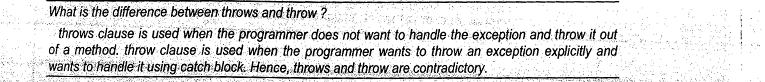 What is the difference between throws and throw ?
throws clause is used when the programmer does not want to handle the exception and throw it out
of a method. throw clause is used when the programmer wants to throw an exception explicitly and
wants to handle it using catch block. Hence, throws and throw are contradictory.